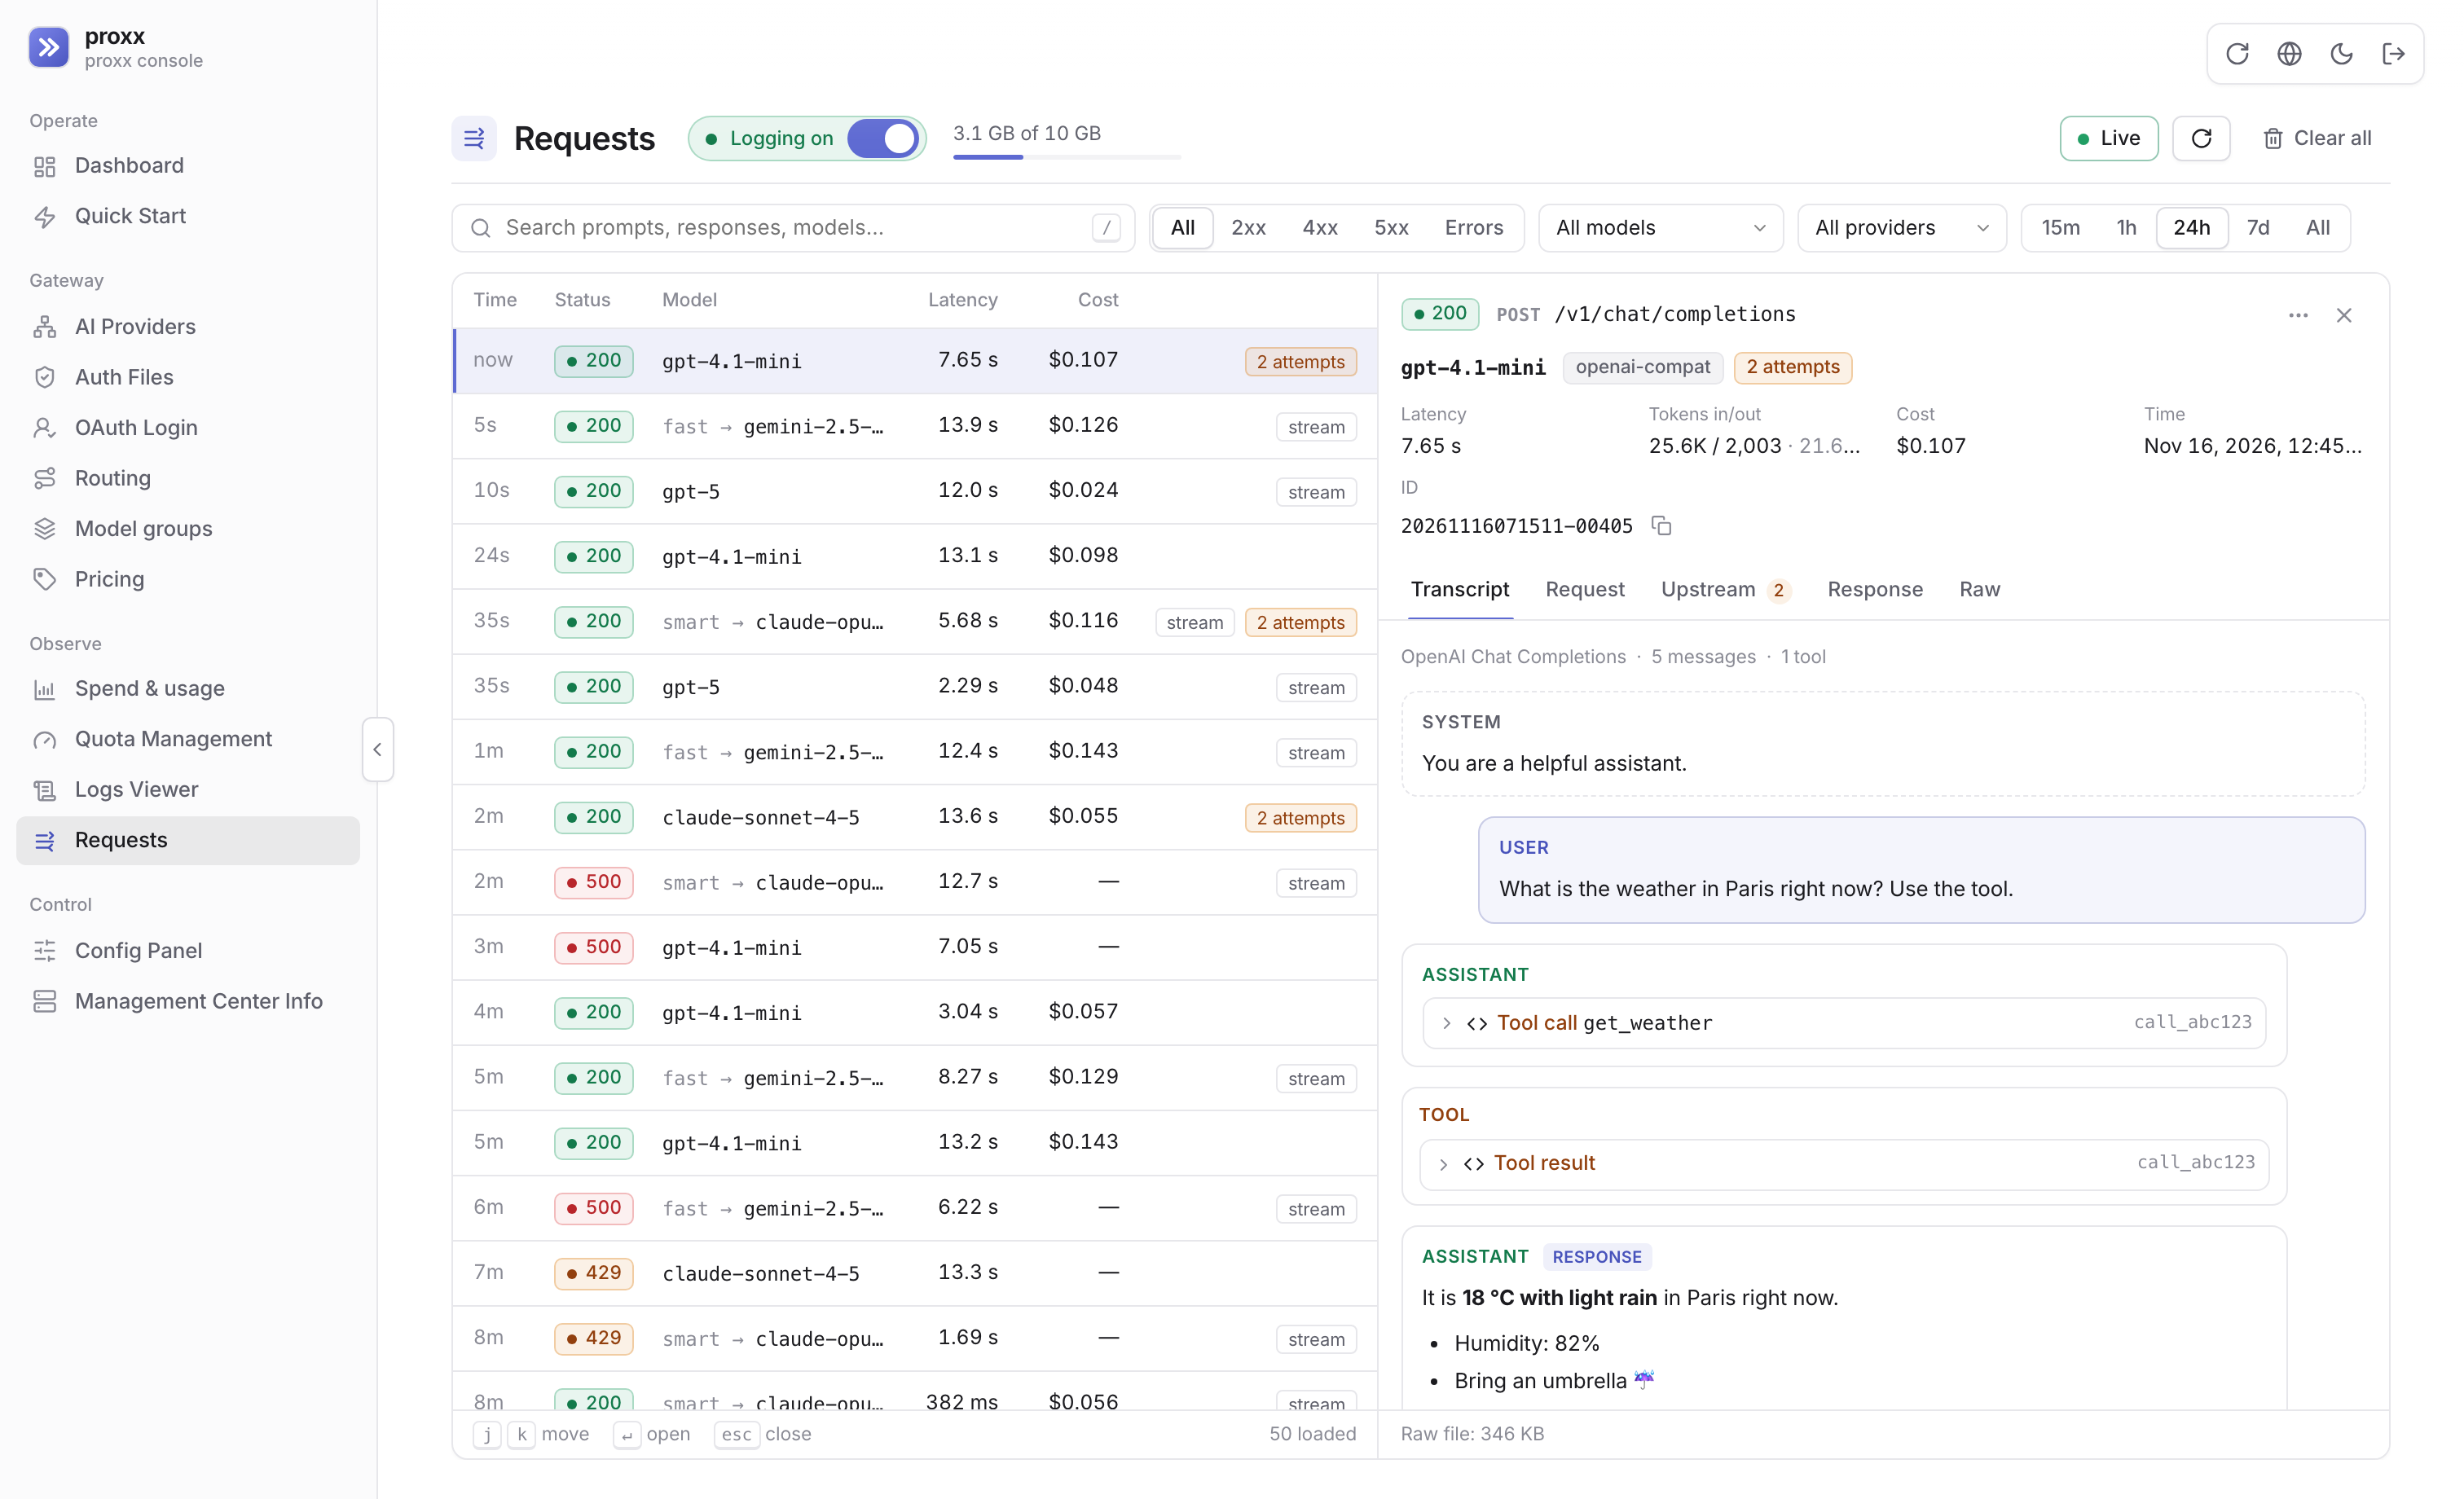 proxx
proxx console
Operate
Dashboard
Quick Start
Gateway
AI Providers
Auth Files
OAuth Login
Routing
Model groups
Pricing
Observe
Spend & usage
Quota Management
Logs Viewer
Requests
Control
Config Panel
Management Center Info
Requests
Logging on
3.1 GB of 10 GB
Live
Clear all
Search prompts, responses, models... /
All 2xx 4xx 5xx Errors
All models
All providers
15m 1h 24h 7d All
Time Status Model Latency Cost
now 200 gpt-4.1-mini 7.65 s $0.107 2 attempts
5s 200 fast → gemini-2.5-… 13.9 s $0.126 stream
10s 200 gpt-5 12.0 s $0.024 stream
24s 200 gpt-4.1-mini 13.1 s $0.098
35s 200 smart → claude-opu… 5.68 s $0.116 stream 2 attempts
35s 200 gpt-5 2.29 s $0.048 stream
1m 200 fast → gemini-2.5-… 12.4 s $0.143 stream
2m 200 claude-sonnet-4-5 13.6 s $0.055 2 attempts
2m 500 smart → claude-opu… 12.7 s — stream
3m 500 gpt-4.1-mini 7.05 s —
4m 200 gpt-4.1-mini 3.04 s $0.057
5m 200 fast → gemini-2.5-… 8.27 s $0.129 stream
5m 200 gpt-4.1-mini 13.2 s $0.143
6m 500 fast → gemini-2.5-… 6.22 s — stream
7m 429 claude-sonnet-4-5 13.3 s —
8m 429 smart → claude-opu… 1.69 s — stream
8m 200 smart → claude-opu… 382 ms $0.056 stream
j k move ↵ open esc close
50 loaded
200 POST /v1/chat/completions
gpt-4.1-mini openai-compat 2 attempts
Latency Tokens in/out Cost Time
7.65 s 25.6K / 2,003 · 21.6… $0.107 Nov 16, 2026, 12:45…
ID
20261116071511-00405
Transcript Request Upstream 2 Response Raw
OpenAI Chat Completions · 5 messages · 1 tool
SYSTEM
You are a helpful assistant.
USER
What is the weather in Paris right now? Use the tool.
ASSISTANT
Tool call get_weather call_abc123
TOOL
Tool result call_abc123
ASSISTANT RESPONSE
It is 18 °C with light rain in Paris right now.
• Humidity: 82%
• Bring an umbrella ☔
Raw file: 346 KB